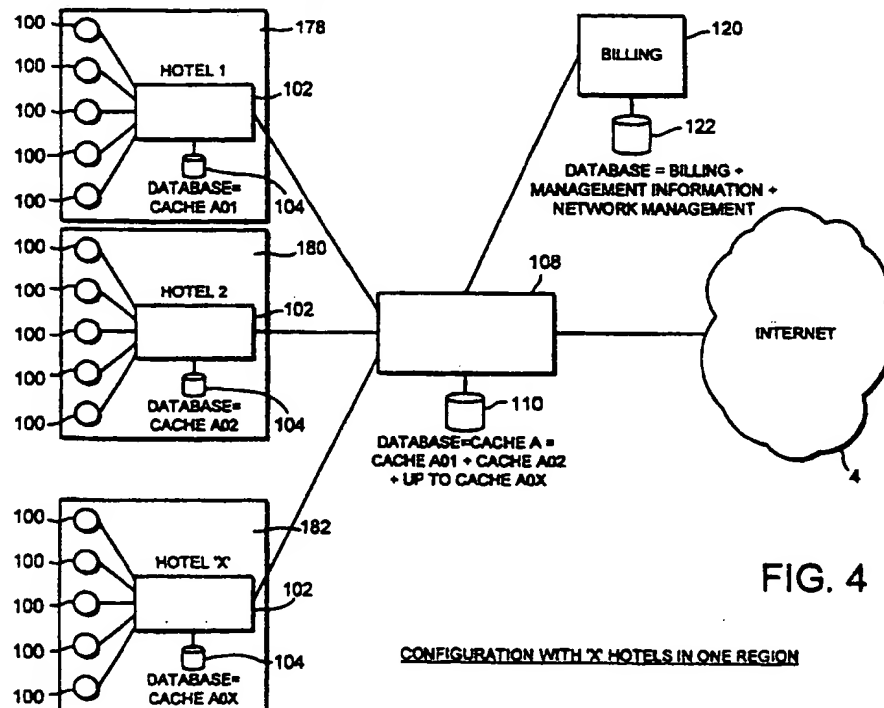 100
100
100
100
100
HOTEL 1
178
102
DATABASE=
CACHE A01
104
100
100
100
100
100
HOTEL 2
180
102
DATABASE=
CACHE A02
104
100
100
100
100
100
HOTEL 'X'
182
102
DATABASE=
CACHE A0X
104
108
110
DATABASE=CACHE A =
CACHE A01 + CACHE A02
+ UP TO CACHE A0X
BILLING
120
122
DATABASE = BILLING +
MANAGEMENT INFORMATION +
NETWORK MANAGEMENT
INTERNET
4
FIG. 4
CONFIGURATION WITH 'X' HOTELS IN ONE REGION